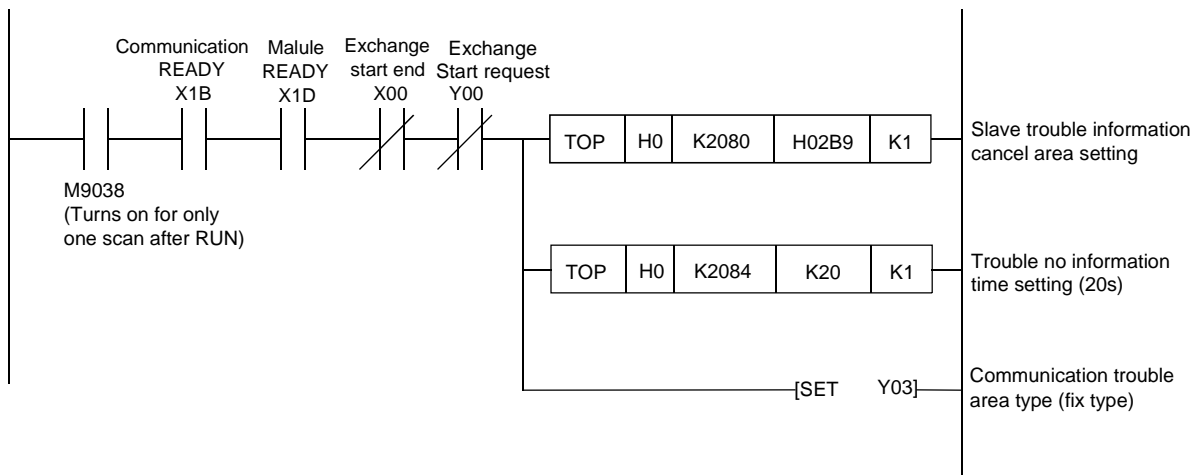 Communication
READY
X1B
Malule
READY
X1D
Exchange
start end
X00
Exchange
Start request
Y00
M9038
(Turns on for only
one scan after RUN)
TOP H0 K2080 H02B9 K1
Slave trouble information
cancel area setting
TOP H0 K2084 K20 K1
Trouble no information
time setting (20s)
[SET Y03]
Communication trouble
area type (fix type)